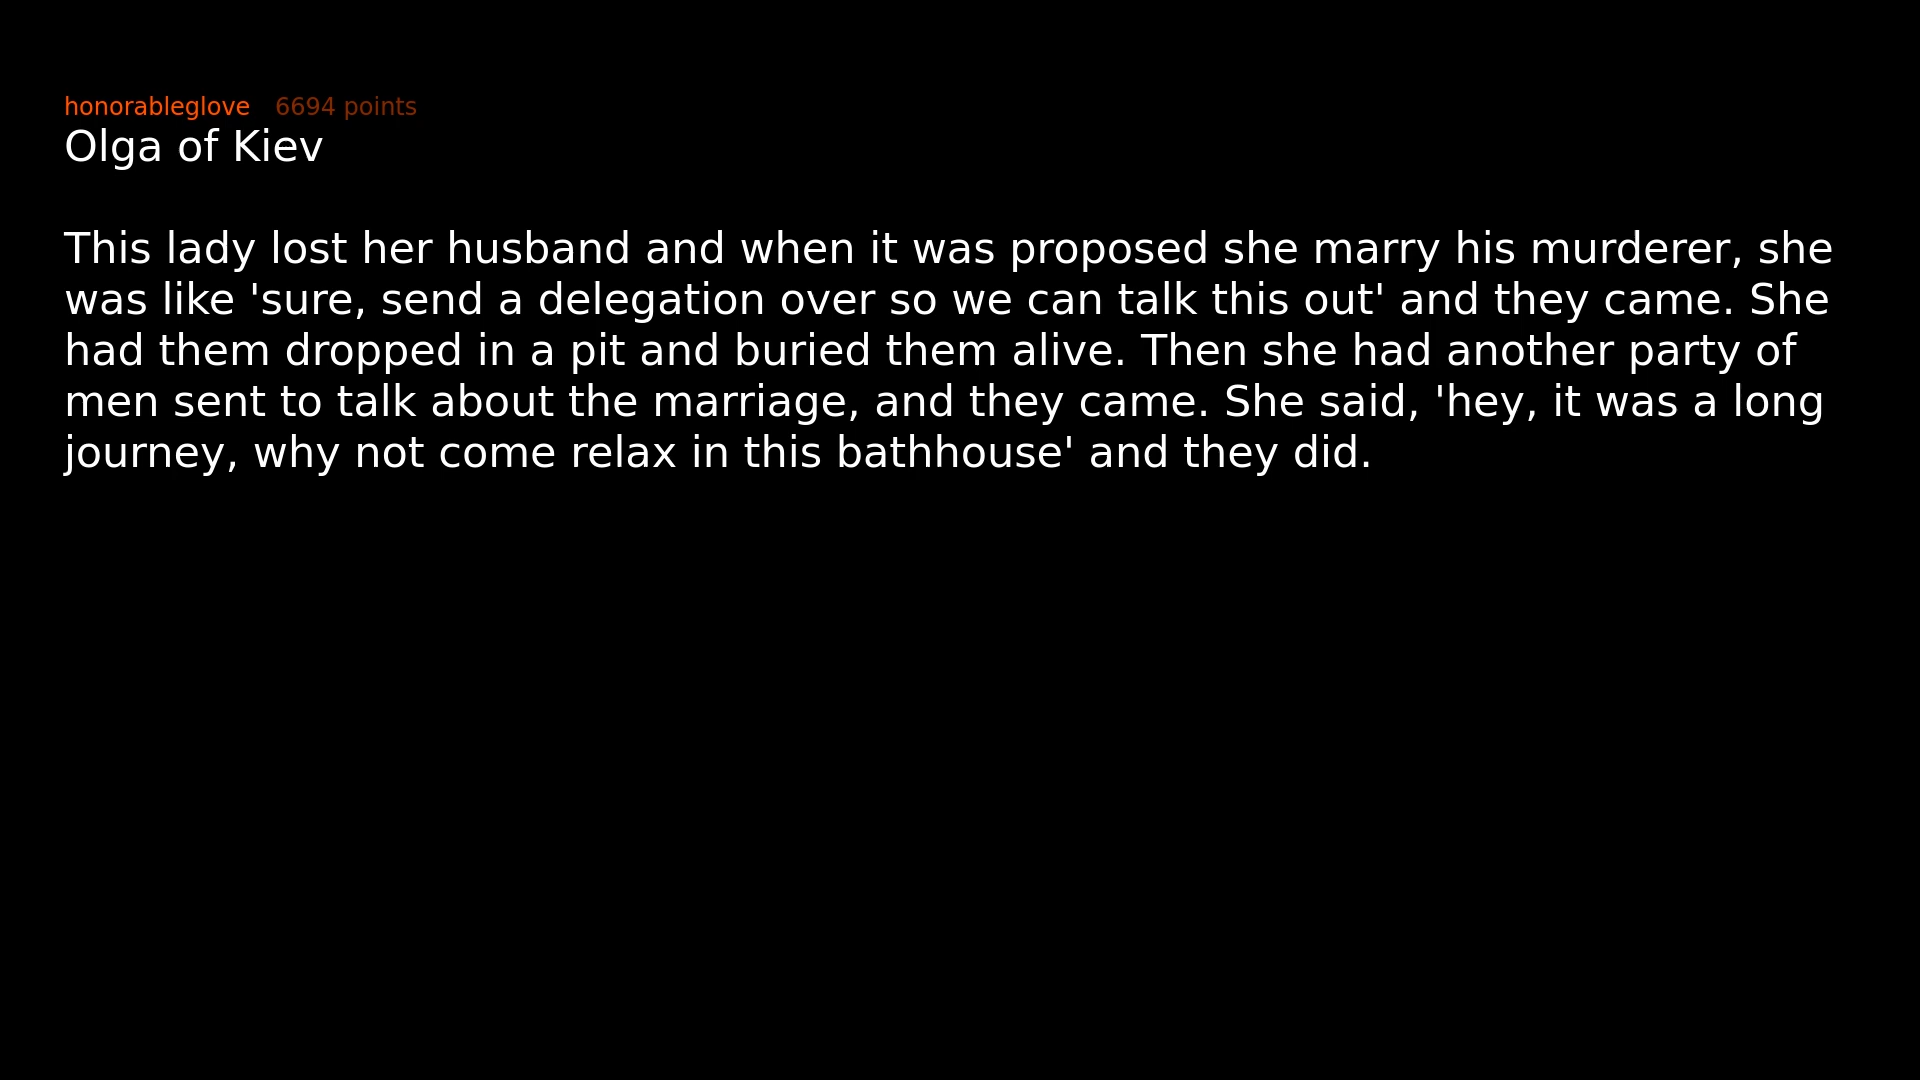 honorableglove 6694 points
Olga of Kiev
This lady lost her husband and when it was proposed she marry his murderer, she
was like 'sure, send a delegation over so we can talk this out' and they came. She
had them dropped in a pit and buried them alive. Then she had another party of
men sent to talk about the marriage, and they came. She said, 'hey, it was a long
journey, why not come relax in this bathhouse' and they did.